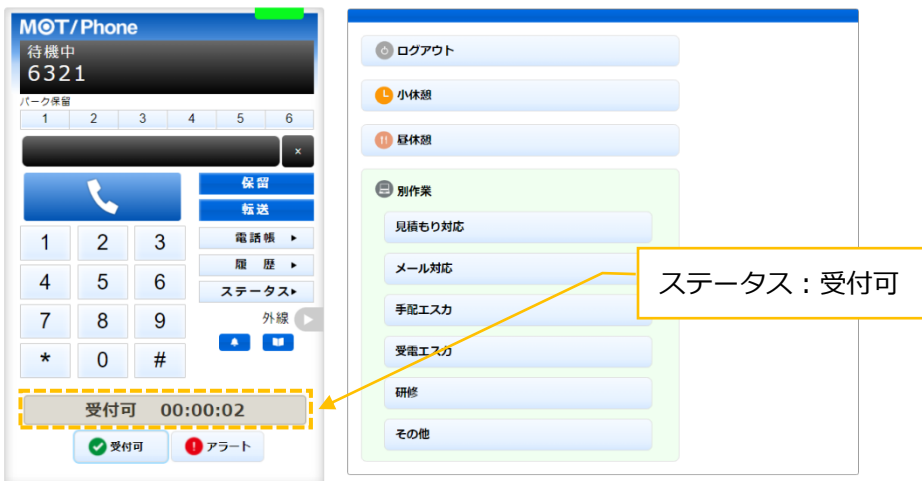 MOT/Phone
待機中
6321
パーク保留
1 2 3 4 5 6
×
保留
転送
電話帳 ▶
履 歴 ▶
ステータス▶
外線
1 2 3
4 5 6
7 8 9
* 0 #
受付可 00:00:02
受付可
アラート
ログアウト
小休憩
昼休憩
別作業
見積もり対応
メール対応
手配エスカ
受電エスカ
研修
その他
ステータス：受付可